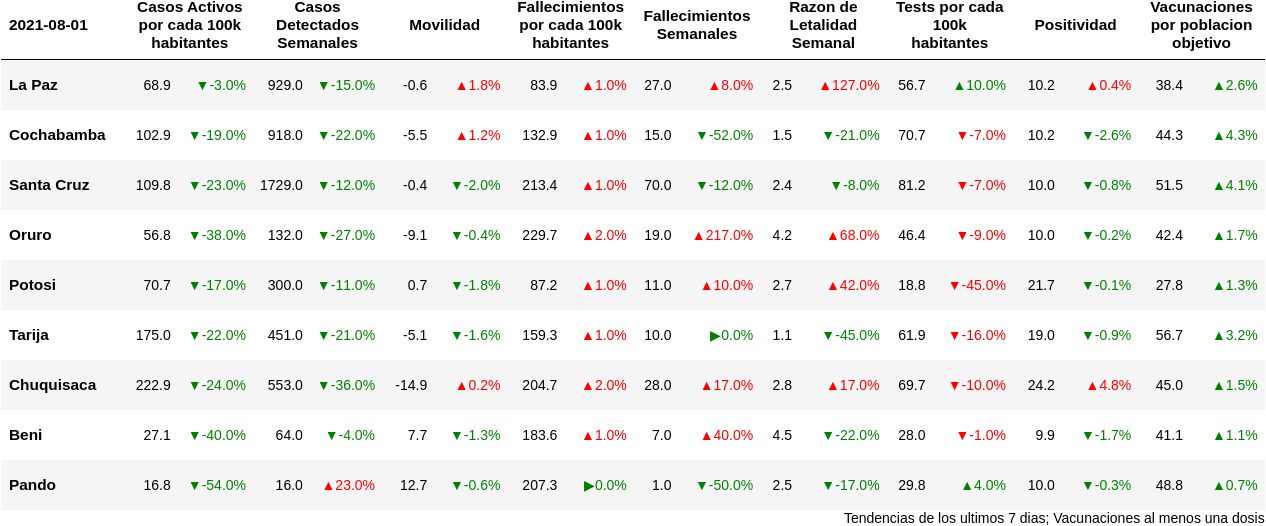 2021-08-01 Casos Activos por cada 100k habitantes Casos Detectados Semanales Movilidad Fallecimientos por cada 100k habitantes Fallecimientos Semanales Razon de Letalidad Semanal Tests por cada 100k habitantes Positividad Vacunaciones por poblacion objetivo
La Paz 68.9 ▼-3.0% 929.0 ▼-15.0% -0.6 ▲1.8% 83.9 ▲1.0% 27.0 ▲8.0% 2.5 ▲127.0% 56.7 ▲10.0% 10.2 ▲0.4% 38.4 ▲2.6%
Cochabamba 102.9 ▼-19.0% 918.0 ▼-22.0% -5.5 ▲1.2% 132.9 ▲1.0% 15.0 ▼-52.0% 1.5 ▼-21.0% 70.7 ▼-7.0% 10.2 ▼-2.6% 44.3 ▲4.3%
Santa Cruz 109.8 ▼-23.0% 1729.0 ▼-12.0% -0.4 ▼-2.0% 213.4 ▲1.0% 70.0 ▼-12.0% 2.4 ▼-8.0% 81.2 ▼-7.0% 10.0 ▼-0.8% 51.5 ▲4.1%
Oruro 56.8 ▼-38.0% 132.0 ▼-27.0% -9.1 ▼-0.4% 229.7 ▲2.0% 19.0 ▲217.0% 4.2 ▲68.0% 46.4 ▼-9.0% 10.0 ▼-0.2% 42.4 ▲1.7%
Potosi 70.7 ▼-17.0% 300.0 ▼-11.0% 0.7 ▼-1.8% 87.2 ▲1.0% 11.0 ▲10.0% 2.7 ▲42.0% 18.8 ▼-45.0% 21.7 ▼-0.1% 27.8 ▲1.3%
Tarija 175.0 ▼-22.0% 451.0 ▼-21.0% -5.1 ▼-1.6% 159.3 ▲1.0% 10.0 ▶0.0% 1.1 ▼-45.0% 61.9 ▼-16.0% 19.0 ▼-0.9% 56.7 ▲3.2%
Chuquisaca 222.9 ▼-24.0% 553.0 ▼-36.0% -14.9 ▲0.2% 204.7 ▲2.0% 28.0 ▲17.0% 2.8 ▲17.0% 69.7 ▼-10.0% 24.2 ▲4.8% 45.0 ▲1.5%
Beni 27.1 ▼-40.0% 64.0 ▼-4.0% 7.7 ▼-1.3% 183.6 ▲1.0% 7.0 ▲40.0% 4.5 ▼-22.0% 28.0 ▼-1.0% 9.9 ▼-1.7% 41.1 ▲1.1%
Pando 16.8 ▼-54.0% 16.0 ▲23.0% 12.7 ▼-0.6% 207.3 ▶0.0% 1.0 ▼-50.0% 2.5 ▼-17.0% 29.8 ▲4.0% 10.0 ▼-0.3% 48.8 ▲0.7%
Tendencias de los ultimos 7 dias; Vacunaciones al menos una dosis